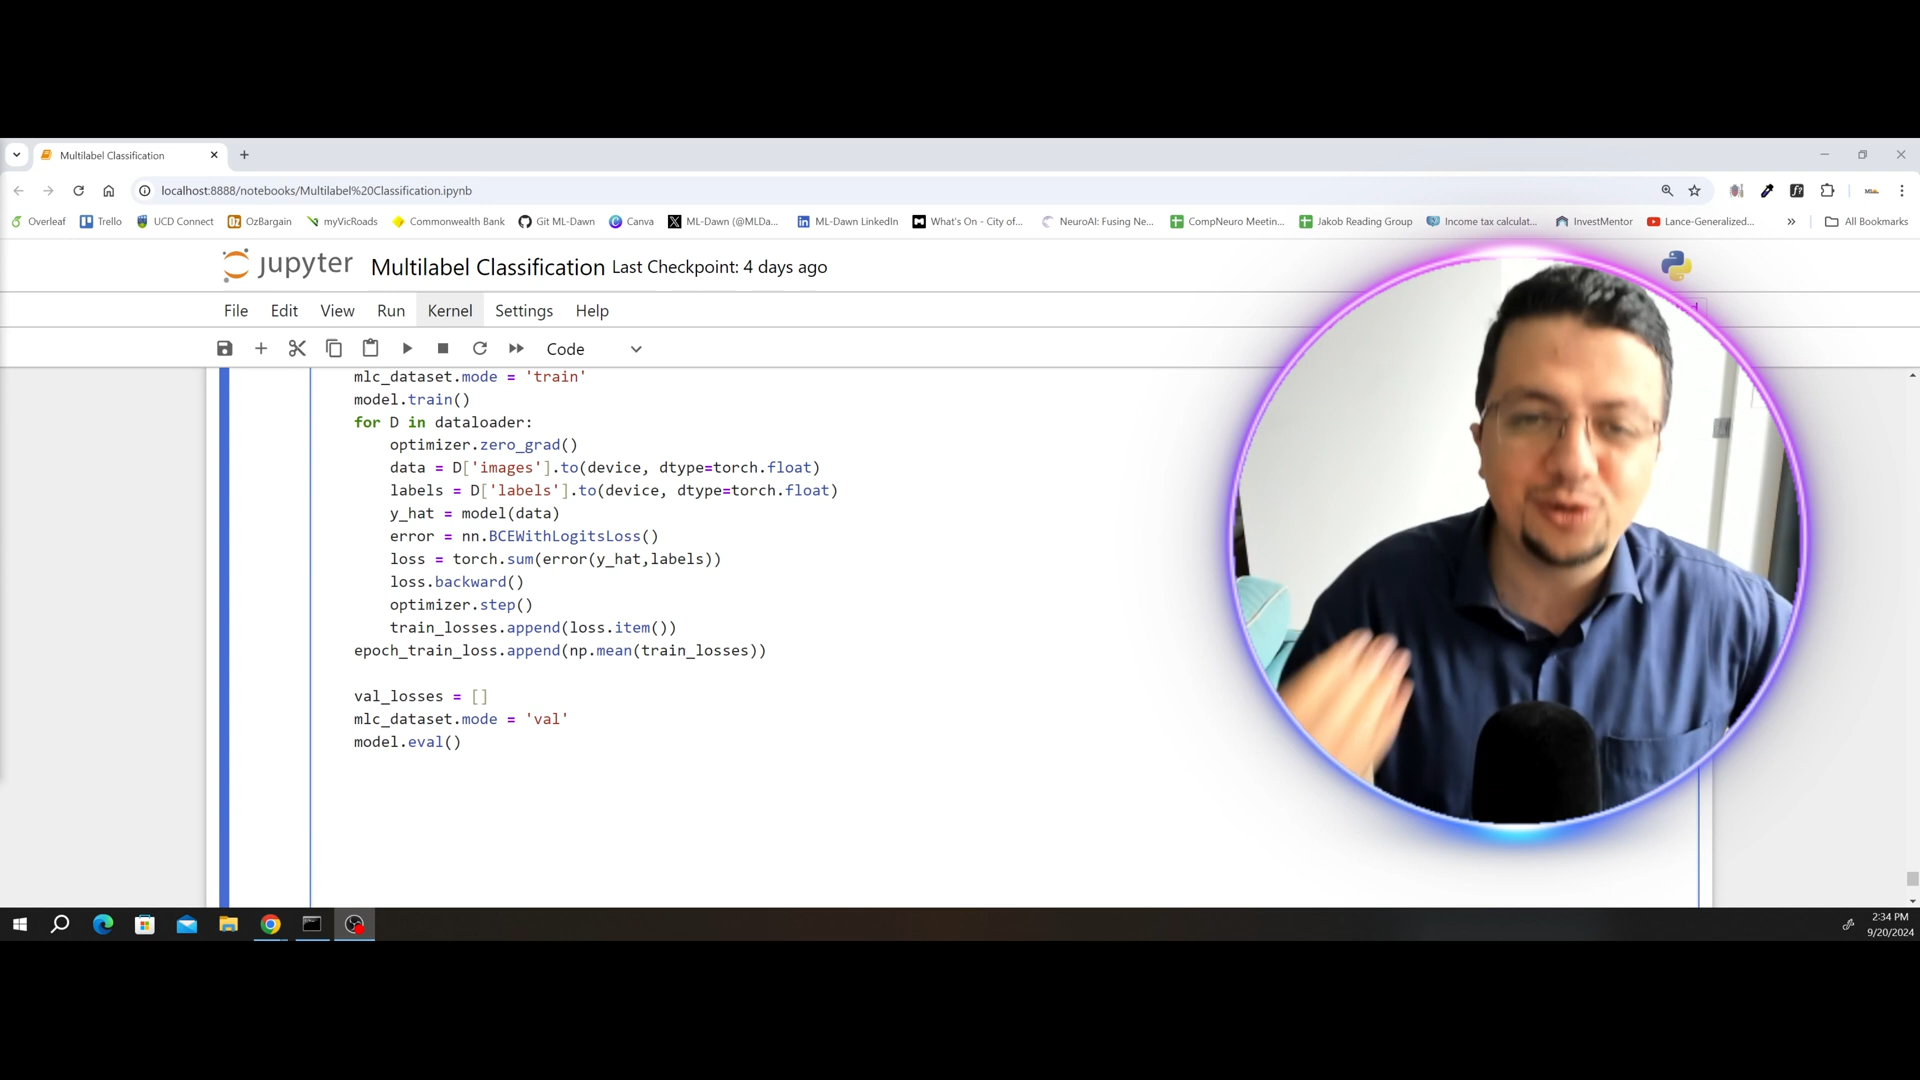 Multilabel Classification
localhost:8888/notebooks/Multilabel%20Classification.ipynb
Overleaf Trello UCD Connect OzBargain myVicRoads Commonwealth Bank Git ML-Dawn Canva ML-Dawn (@MLDa... ML-Dawn LinkedIn What's On - City of... NeuroAI: Fusing Ne... CompNeuro Meetin... Jakob Reading Group Income tax calculat... InvestMentor Lance-Generalized... » All Bookmarks
jupyter Multilabel Classification Last Checkpoint: 4 days ago
File Edit View Run Kernel Settings Help
Code
mlc_dataset.mode = 'train'
model.train()
for D in dataloader:
optimizer.zero_grad()
data = D['images'].to(device, dtype=torch.float)
labels = D['labels'].to(device, dtype=torch.float)
y_hat = model(data)
error = nn.BCEWithLogitsLoss()
loss = torch.sum(error(y_hat,labels))
loss.backward()
optimizer.step()
train_losses.append(loss.item())
epoch_train_loss.append(np.mean(train_losses))
val_losses = []
mlc_dataset.mode = 'val'
model.eval()
2:34 PM
9/20/2024